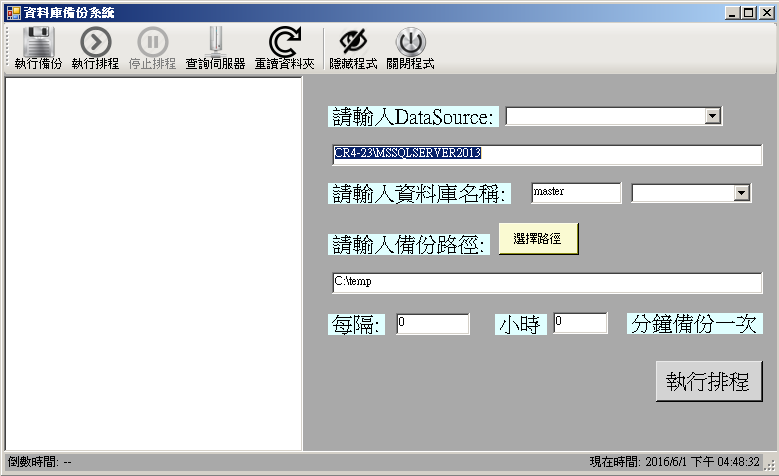 資料庫備份系統
執行備份 執行排程 停止排程 查詢伺服器 重讀資料夾 隱藏程式 關閉程式
請輸入DataSource:
CR4-23\MSSQLSERVER2013
請輸入資料庫名稱: master
請輸入備份路徑: 選擇路徑
C:\temp
每隔: 0 小時 0 分鐘備份一次
執行排程
倒數時間: -- 現在時間: 2016/6/1 下午 04:48:32